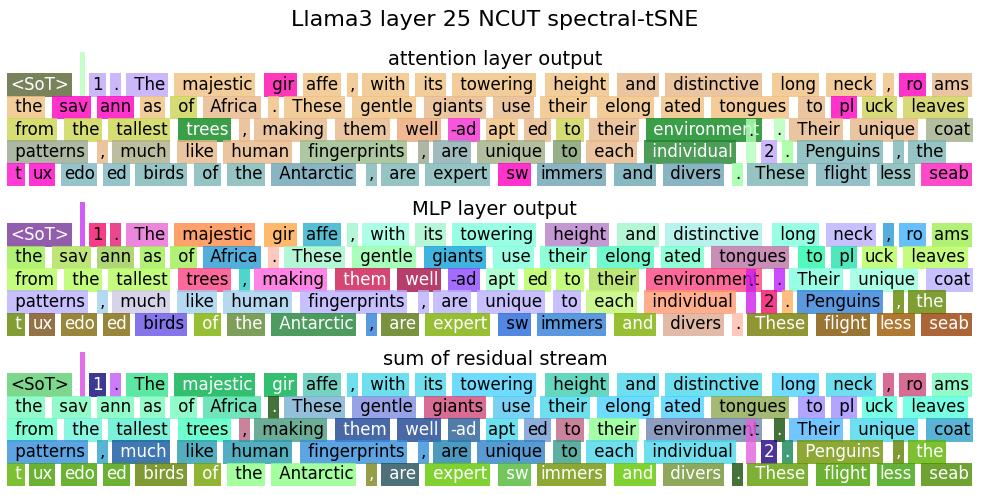 Llama3 layer 25 NCUT spectral-tSNE
attention layer output
<SoT> 1 . The majestic gir affe , with its towering height and distinctive long neck , ro ams
the sav ann as of Africa . These gentle giants use their elong ated tongues to pl uck leaves
from the tallest trees , making them well -ad apt ed to their environment . Their unique coat
patterns , much like human fingerprints , are unique to each individual . 2 . Penguins , the
t ux edo ed birds of the Antarctic , are expert sw immers and divers . These flight less seab
MLP layer output
<SoT> 1 . The majestic gir affe , with its towering height and distinctive long neck , ro ams
the sav ann as of Africa . These gentle giants use their elong ated tongues to pl uck leaves
from the tallest trees , making them well -ad apt ed to their environment . Their unique coat
patterns , much like human fingerprints , are unique to each individual . 2 . Penguins , the
t ux edo ed birds of the Antarctic , are expert sw immers and divers . These flight less seab
sum of residual stream
<SoT> 1 . The majestic gir affe , with its towering height and distinctive long neck , ro ams
the sav ann as of Africa . These gentle giants use their elong ated tongues to pl uck leaves
from the tallest trees , making them well -ad apt ed to their environment . Their unique coat
patterns , much like human fingerprints , are unique to each individual . 2 . Penguins , the
t ux edo ed birds of the Antarctic , are expert sw immers and divers . These flight less seab